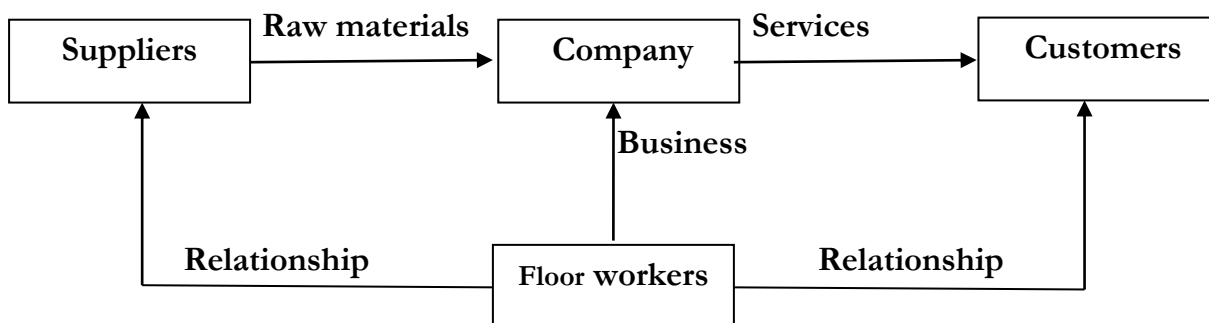 Raw materials
Services
Suppliers
Company
Customers
Business
Relationship
Relationship
Floor workers